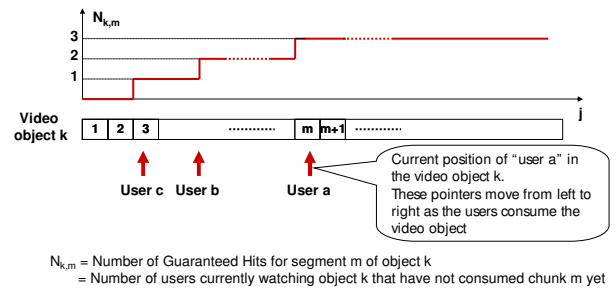 N k,m
3
2
1
j
Video object k
1 2 3 ............... m m+1 ...............
User c User b User a
Current position of “user a” in
the video object k.
These pointers move from left to
right as the users consume the
video object
N k,m = Number of Guaranteed Hits for segment m of object k
= Number of users currently watching object k that have not consumed chunk m yet